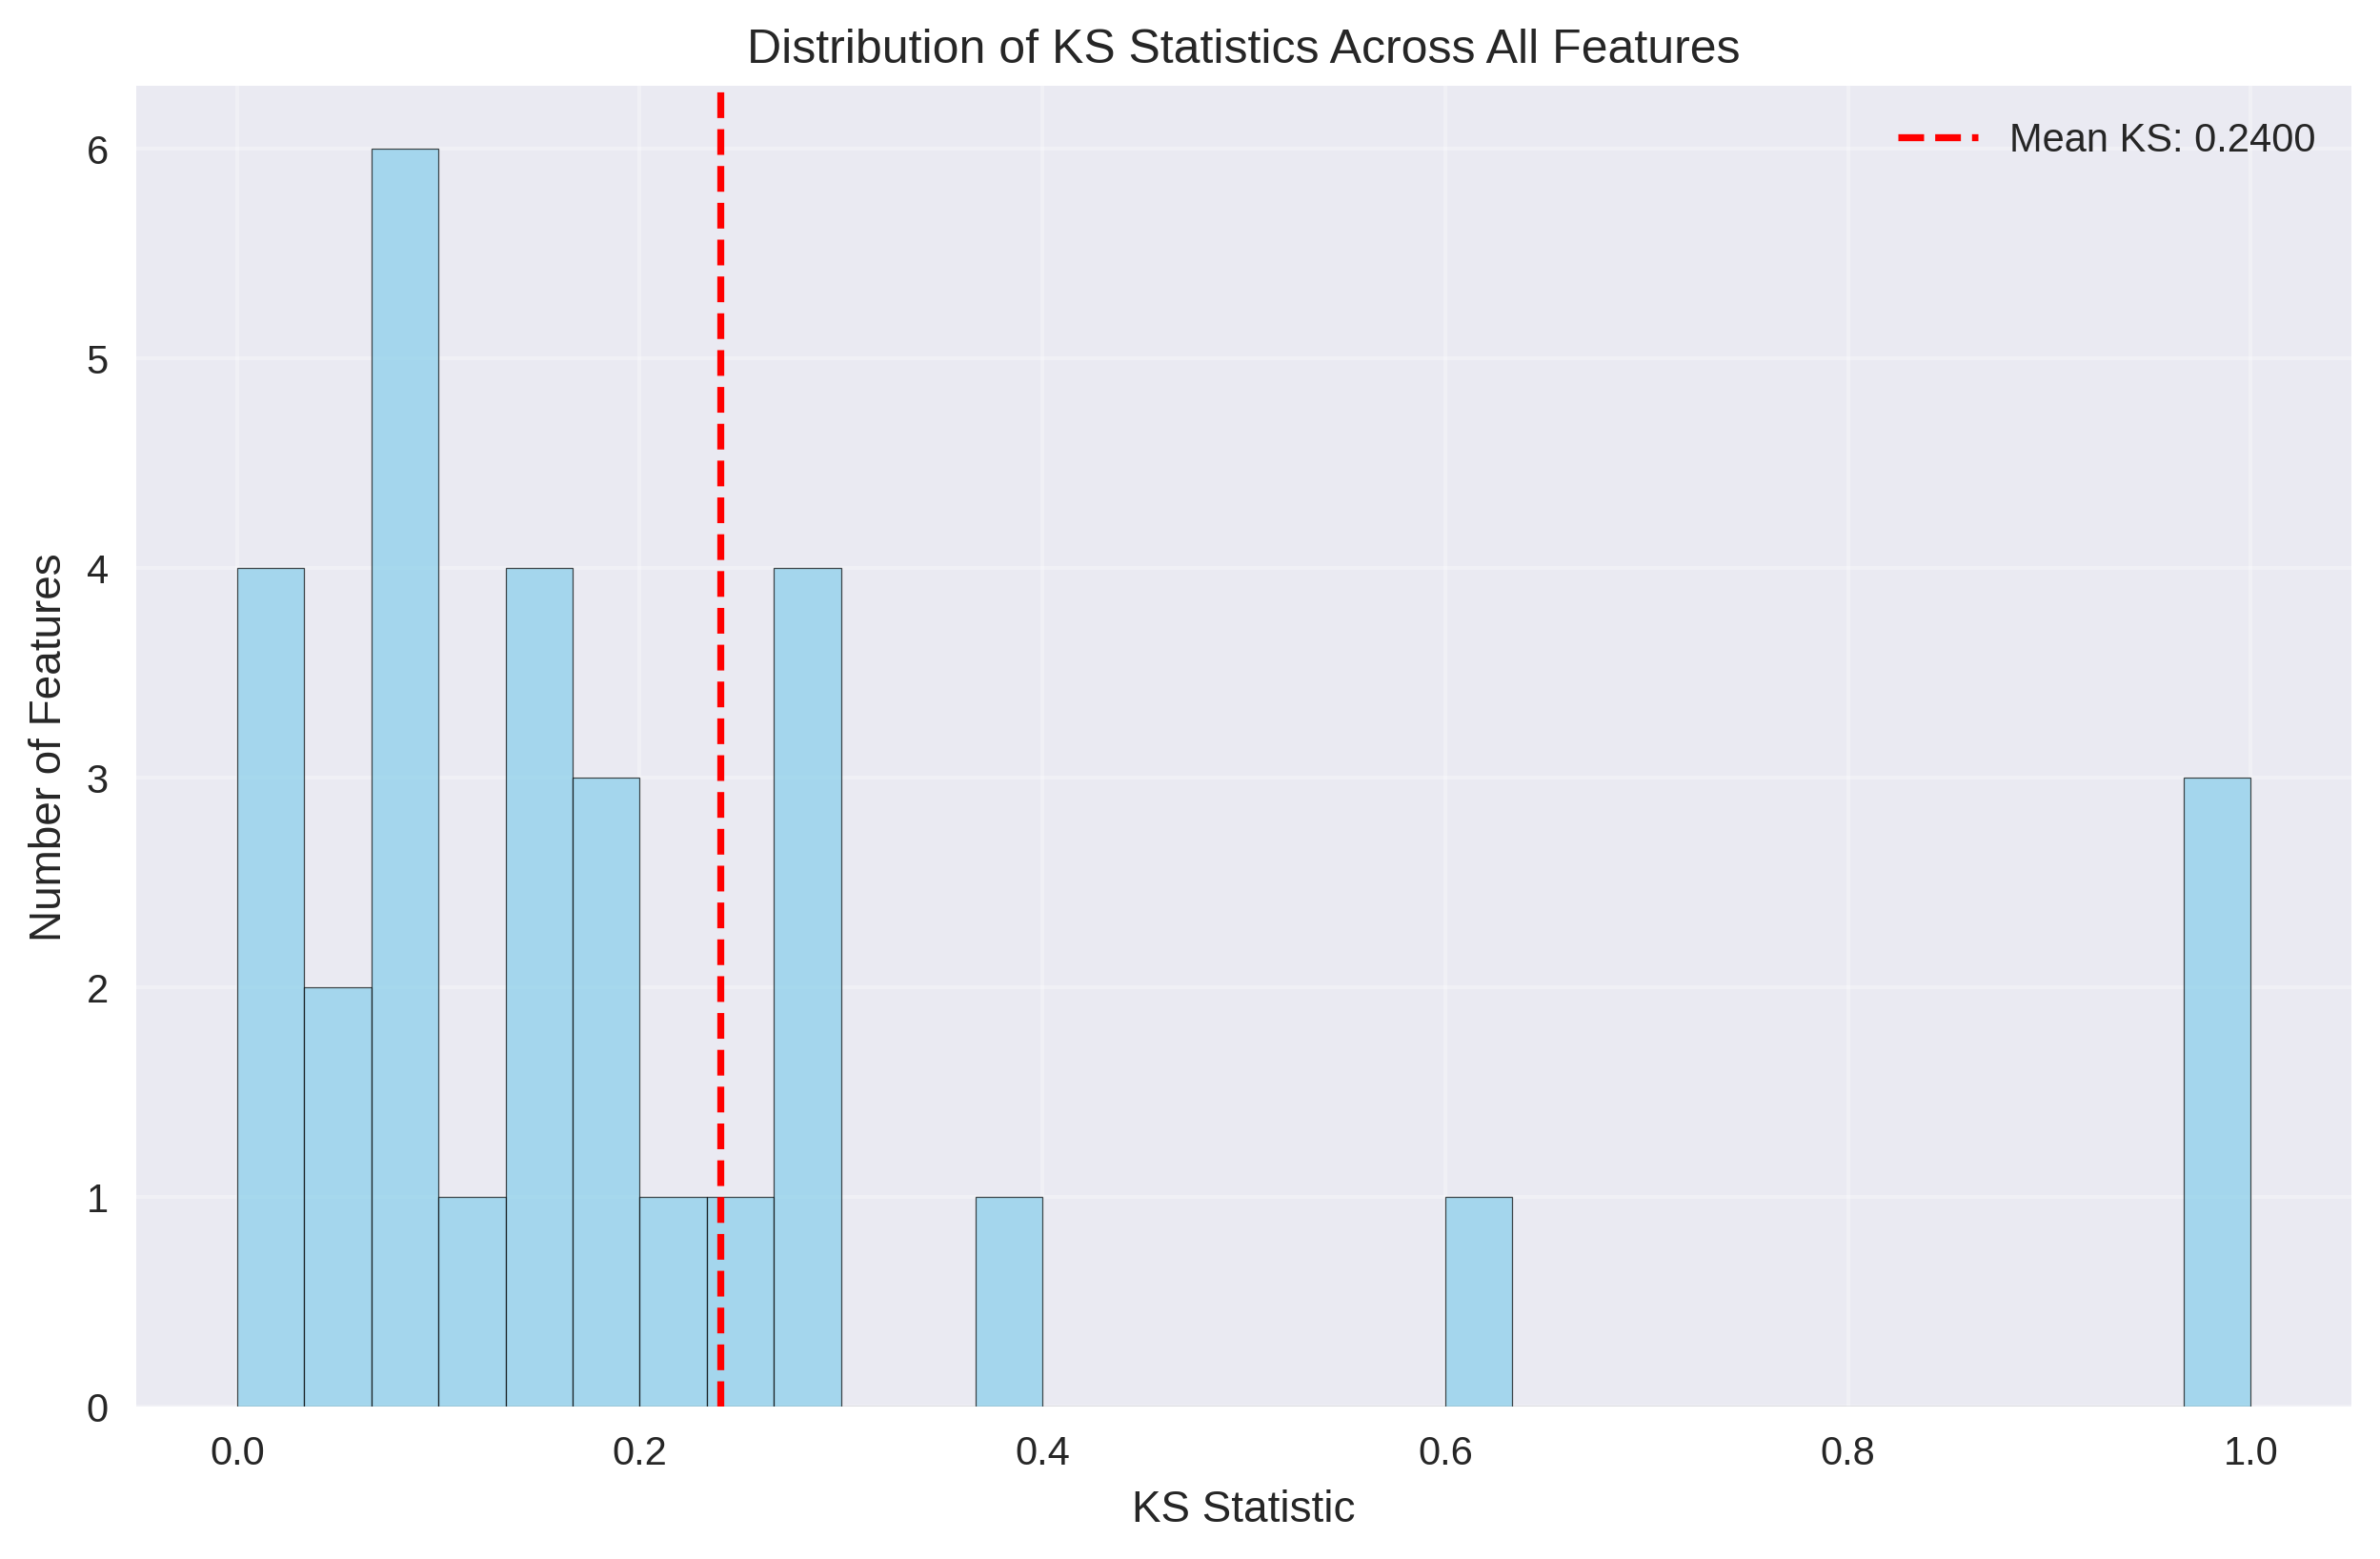 Distribution of KS Statistics Across All Features
Mean KS: 0.2400
Number of Features
6
5
4
3
2
1
0
0.0 0.2 0.4 0.6 0.8 1.0
KS Statistic